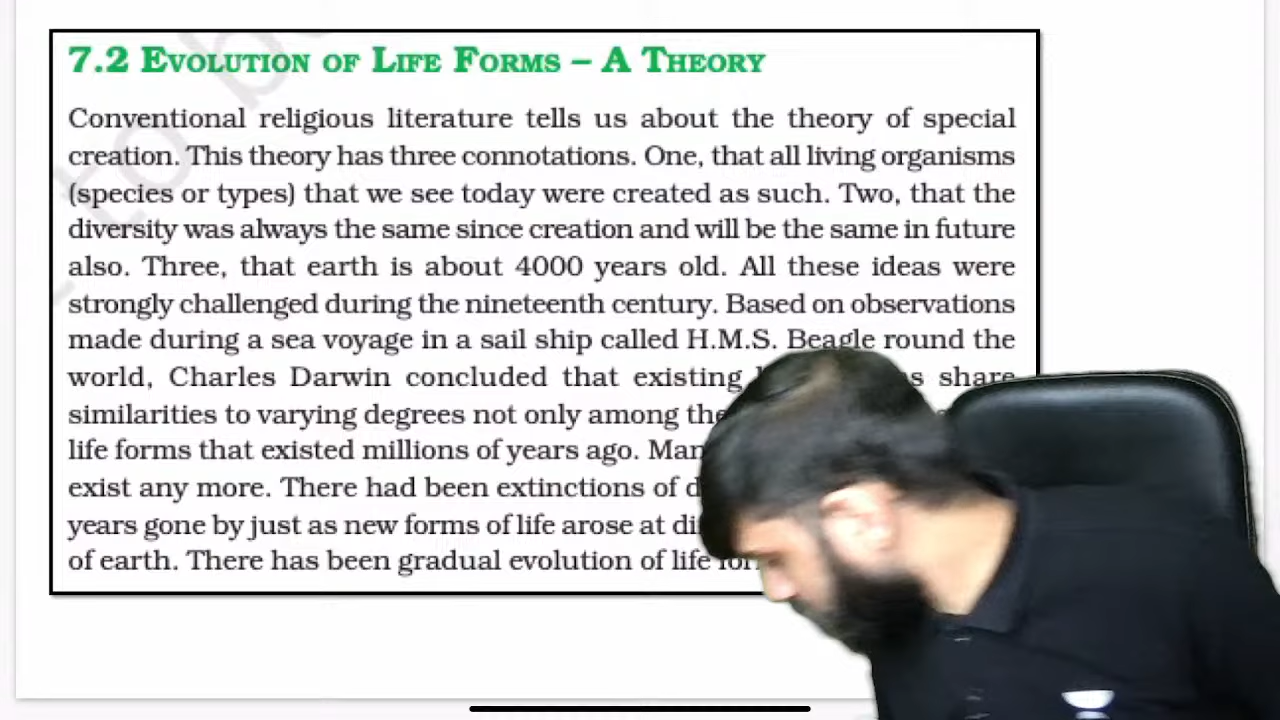 7.2 EVOLUTION OF LIFE FORMS – A THEORY
Conventional religious literature tells us about the theory of special
creation. This theory has three connotations. One, that all living organisms
(species or types) that we see today were created as such. Two, that the
diversity was always the same since creation and will be the same in future
also. Three, that earth is about 4000 years old. All these ideas were
strongly challenged during the nineteenth century. Based on observations
made during a sea voyage in a sail ship called H.M.S. Beagle round the
world, Charles Darwin concluded that existing share
similarities to varying degrees not only among
life forms that existed millions of years ago.
exist any more. There had been extinctions of
years gone by just as new forms of life arose at
of earth. There has been gradual evolution of life
to